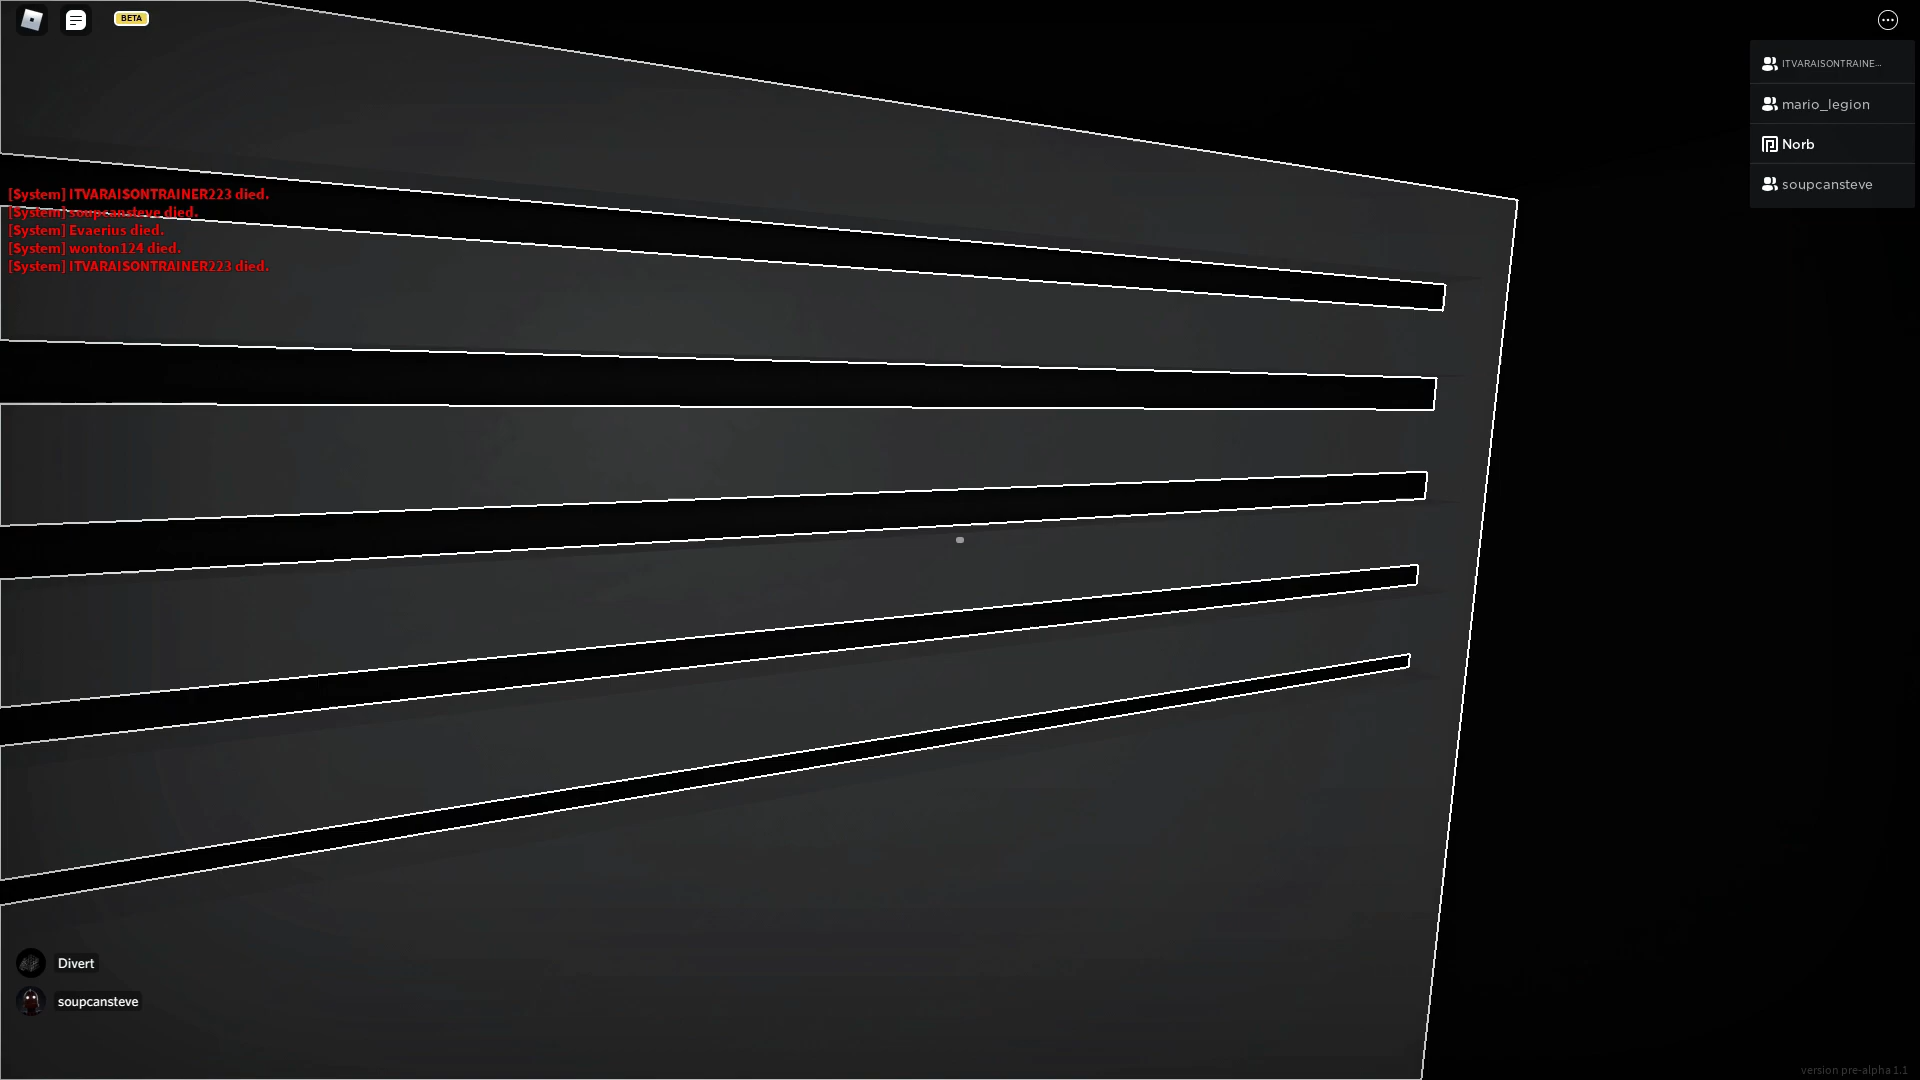 BETA
ITVARAISONTRAINE...
mario_legion
Norb
soupcansteve
[System] ITVARAISONTRAINER223 died.
[System] soupcansteve died.
[System] Evaerius died.
[System] wonton124 died.
[System] ITVARAISONTRAINER223 died.
Divert
soupcansteve
version pre-alpha 1.1